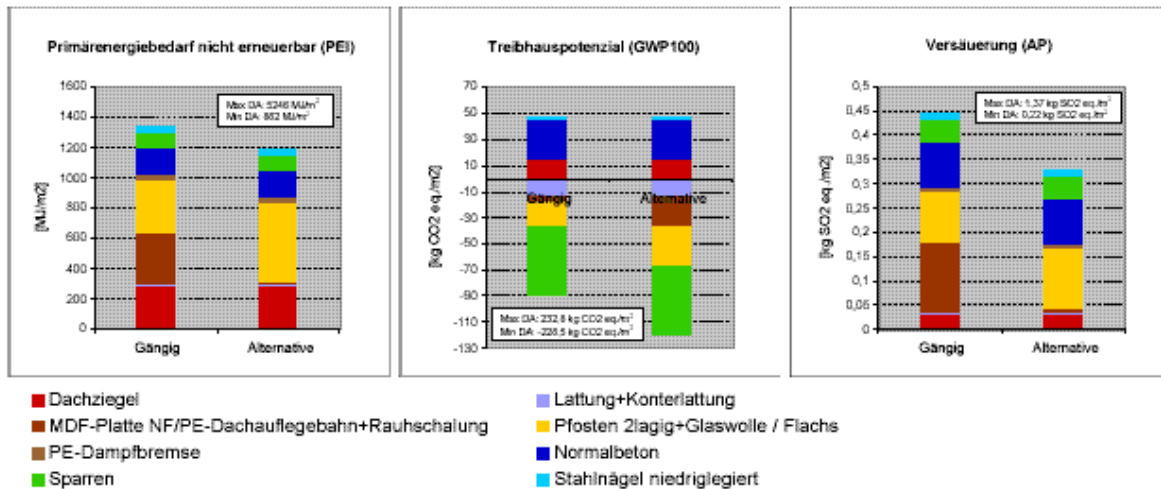 Primärenergiebedarf nicht erneuerbar (PEI)
1600
1400
1200
1000
800
600
400
200
0
[MJ/m2]
Max DA: 5246 MJ/m²
Min DA: 862 MJ/m²
Gängig
Alternative
Treibhauspotenzial (GWP100)
70
50
30
10
-10
-30
-50
-70
-90
-110
-130
[kg CO2 eq./m2]
Gängig
Alternative
Max DA: 232,8 kg CO2 eq./m²
Min DA: -228,5 kg CO2 eq./m²
Versäuerung (AP)
0,5
0,45
0,4
0,35
0,3
0,25
0,2
0,15
0,1
0,05
0
[kg SO2 eq./m2]
Max DA: 1,37 kg SO2 eq./m²
Min DA: 0,22 kg SO2 eq./m²
Gängig
Alternative
Dachziegel
Lattung+Konterlattung
MDF-Platte NF/PE-Dachauflegebahn+Rauhschalung
Pfosten 2lagig+Glaswolle / Flachs
PE-Dampfbremse
Normalbeton
Sparren
Stahlnägel niedriglegiert